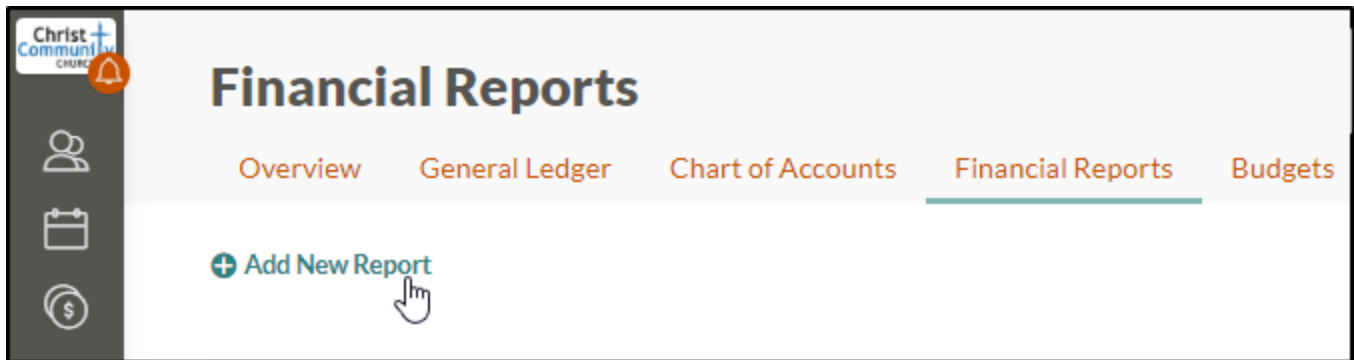 Christ
Community
CHURCH
Financial Reports
Overview General Ledger Chart of Accounts Financial Reports Budgets
Add New Report